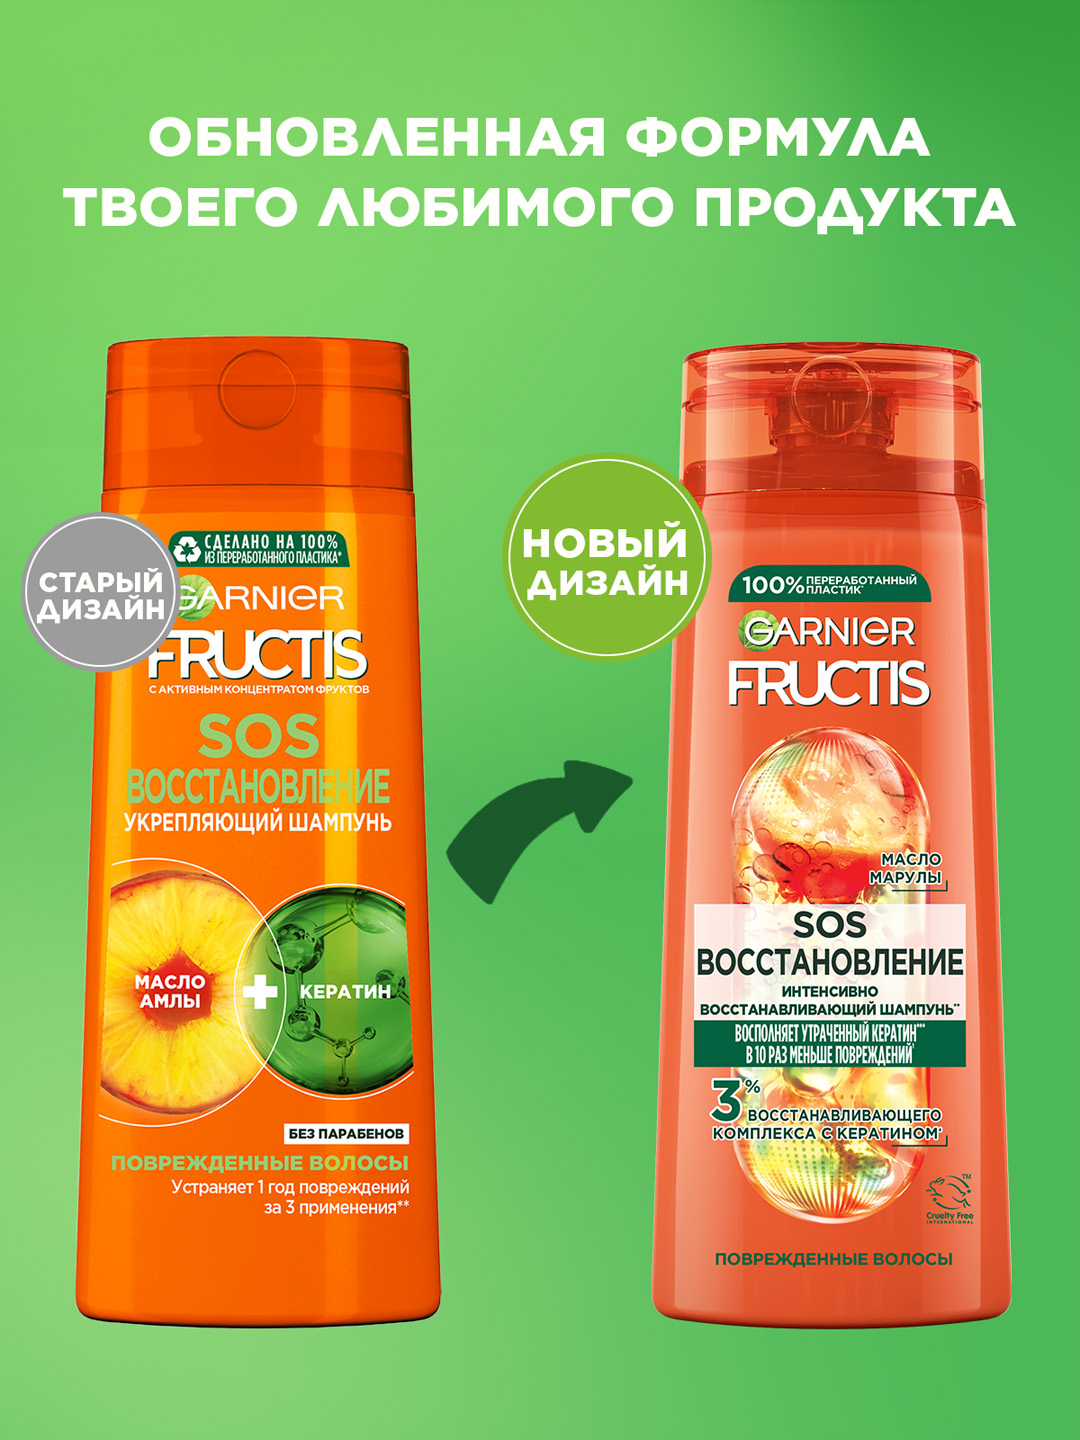 ОБНОВЛЕННАЯ ФОРМУЛА
ТВОЕГО ЛЮБИМОГО ПРОДУКТА
СТАРЫЙ
ДИЗАЙН
СДЕЛАНО НА 100%
ИЗ ПЕРЕРАБОТАННОГО ПЛАСТИКА*
GARNIER
FRUCTIS
С АКТИВНЫМ КОНЦЕНТРАТОМ ФРУКТОВ
SOS
ВОССТАНОВЛЕНИЕ
УКРЕПЛЯЮЩИЙ ШАМПУНЬ
МАСЛО
АМЛЫ
+
КЕРАТИН
БЕЗ ПАРАБЕНОВ
ПОВРЕЖДЕННЫЕ ВОЛОСЫ
Устраняет 1 год повреждений
за 3 применения**
НОВЫЙ
ДИЗАЙН
100% ПЕРЕРАБОТАННЫЙ
ПЛАСТИК*
GARNIER
FRUCTIS
МАСЛО
МАРУЛЫ
SOS
ВОССТАНОВЛЕНИЕ
ИНТЕНСИВНО
ВОССТАНАВЛИВАЮЩИЙ ШАМПУНЬ**
ВОСПОЛНЯЕТ УТРАЧЕННЫЙ КЕРАТИН***
В 10 РАЗ МЕНЬШЕ ПОВРЕЖДЕНИЙ
3%
ВОССТАНАВЛИВАЮЩЕГО
КОМПЛЕКСА С КЕРАТИНОМ
TM
Cruelty Free
INTERNATIONAL
ПОВРЕЖДЕННЫЕ ВОЛОСЫ